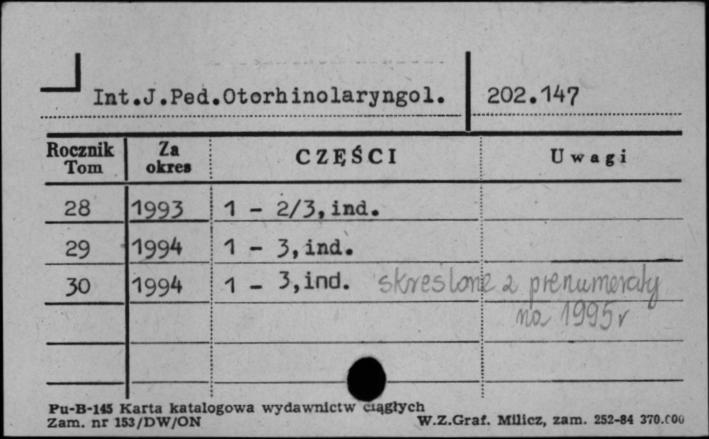 Int.J.Ped.Otorhinolaryngol. 202.147
Rocznik Tom Za okres CZĘŚCI Uwagi
28 1993 1 - 2/3, ind.
29 1994 1 - 3, ind.
30 1994 1 - 3, ind. skreślone z prenumeraty
na 1995 r
Pu-B-145 Karta katalogowa wydawnictw ciągłych
Zam. nr 153/DW/ON W.Z.Graf. Milicz, zam. 252-84 370.000